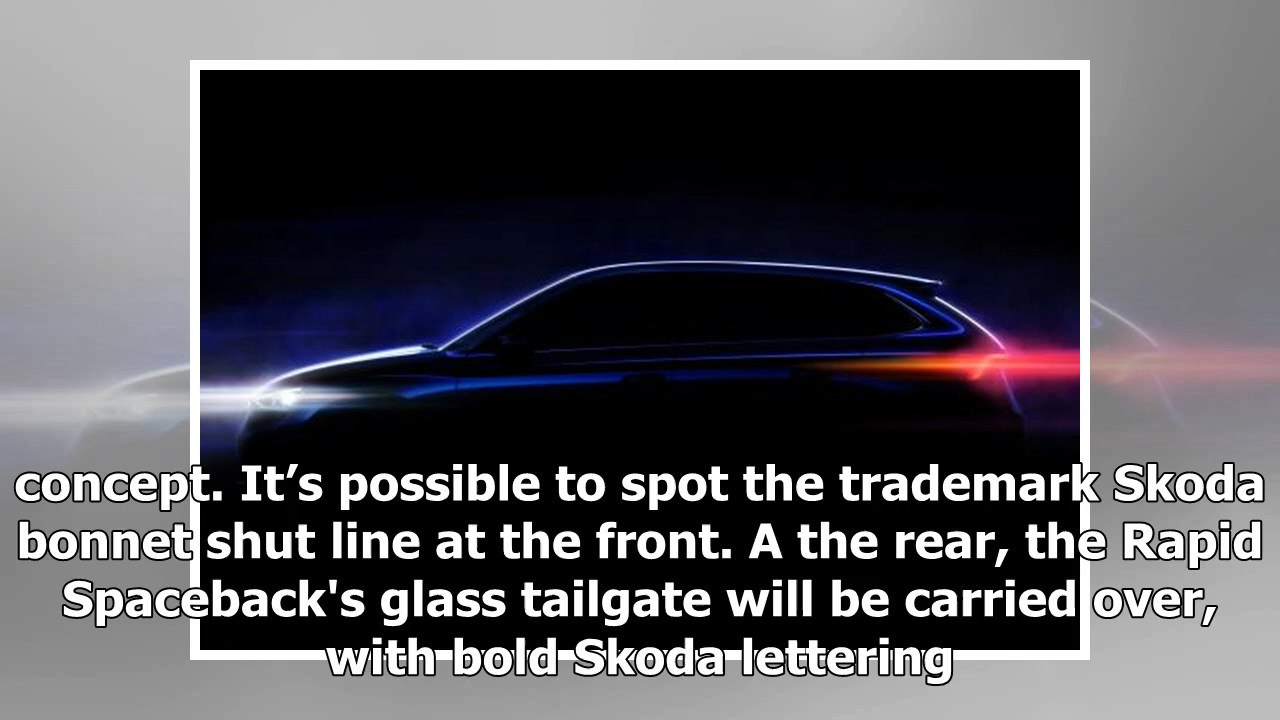 concept. It’s possible to spot the trademark Skoda
bonnet shut line at the front. A the rear, the Rapid
Spaceback's glass tailgate will be carried over,
with bold Skoda lettering